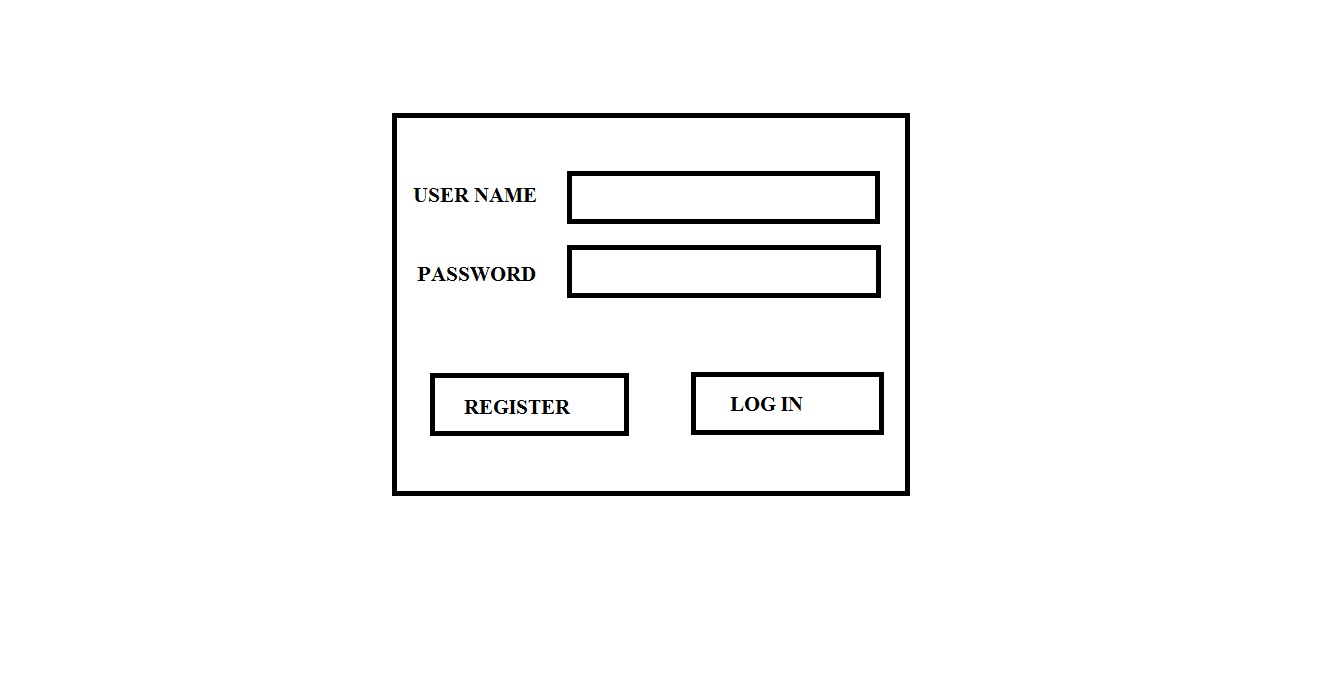 USER NAME
PASSWORD
REGISTER
LOG IN